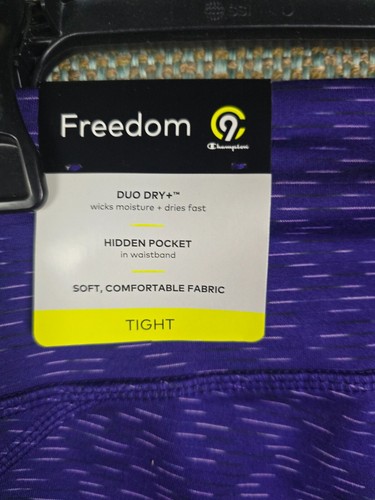 Freedom
C9
Champion
DUO DRY+™
wicks moisture + dries fast
HIDDEN POCKET
in waistband
SOFT, COMFORTABLE FABRIC
TIGHT